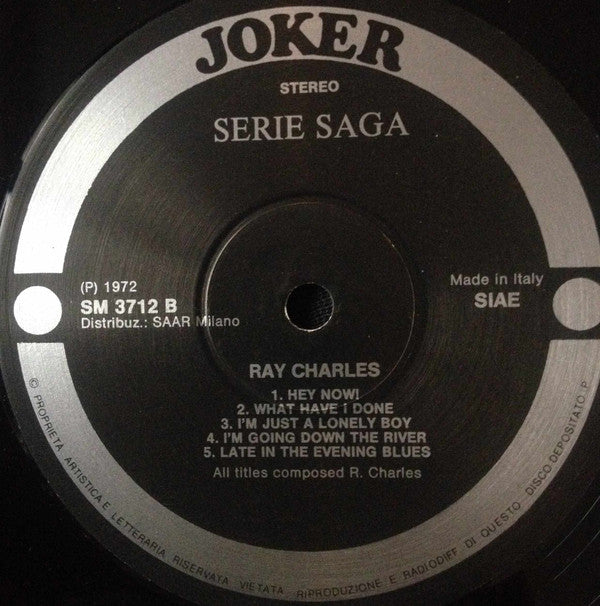 JOKER
STEREO
SERIE SAGA
(P) 1972
SM 3712 B
Distribuz.: SAAR Milano
Made in Italy
SIAE
RAY CHARLES
1. HEY NOW!
2. WHAT HAVE I DONE
3. I'M JUST A LONELY BOY
4. I'M GOING DOWN THE RIVER
5. LATE IN THE EVENING BLUES
All titles composed R. Charles
© PROPRIETA ARTISTICA E LETTERARIA RISERVATA VIETATA RIPRODUZIONE E RADIODIFF DI QUESTO DISCO DEPOSITATO P